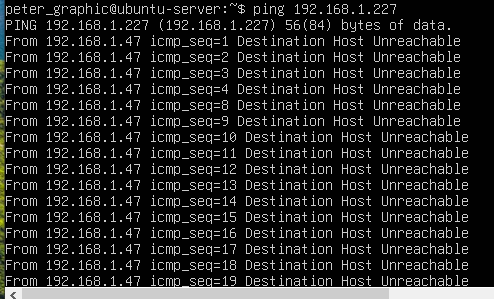 peter_graphic@ubuntu-server:~$ ping 192.168.1.227
PING 192.168.1.227 (192.168.1.227) 56(84) bytes of data.
From 192.168.1.47 icmp_seq=1 Destination Host Unreachable
From 192.168.1.47 icmp_seq=2 Destination Host Unreachable
From 192.168.1.47 icmp_seq=3 Destination Host Unreachable
From 192.168.1.47 icmp_seq=4 Destination Host Unreachable
From 192.168.1.47 icmp_seq=8 Destination Host Unreachable
From 192.168.1.47 icmp_seq=9 Destination Host Unreachable
From 192.168.1.47 icmp_seq=10 Destination Host Unreachable
From 192.168.1.47 icmp_seq=11 Destination Host Unreachable
From 192.168.1.47 icmp_seq=12 Destination Host Unreachable
From 192.168.1.47 icmp_seq=13 Destination Host Unreachable
From 192.168.1.47 icmp_seq=14 Destination Host Unreachable
From 192.168.1.47 icmp_seq=15 Destination Host Unreachable
From 192.168.1.47 icmp_seq=16 Destination Host Unreachable
From 192.168.1.47 icmp_seq=17 Destination Host Unreachable
From 192.168.1.47 icmp_seq=18 Destination Host Unreachable
From 192.168.1.47 icmp_seq=19 Destination Host Unreachable